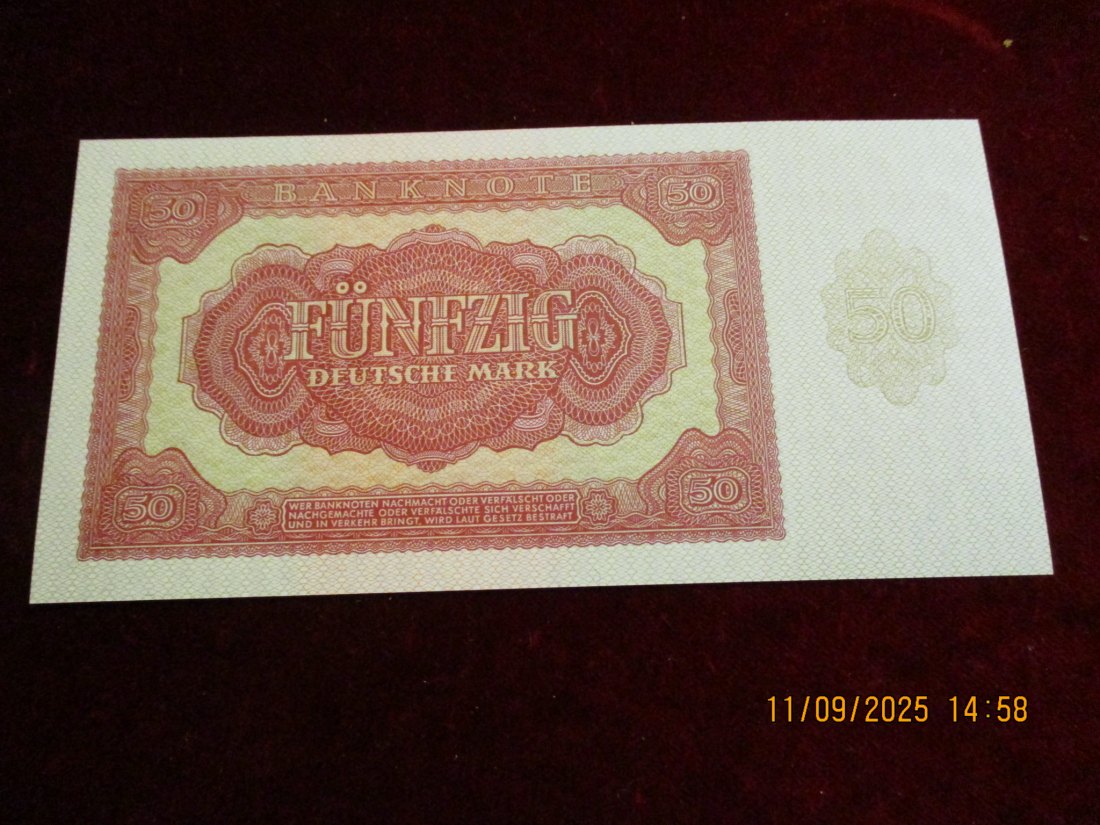 BANKNOTE
50
50
50
FÜNFZIG
DEUTSCHE MARK
50
50
WER BANKNOTEN NACHMACHT ODER VERFÄLSCHT ODER
NACHGEMACHTE ODER VERFÄLSCHTE SICH VERSCHAFFT
UND IN VERKEHR BRINGT, WIRD LAUT GESETZ BESTRAFT
11/09/2025 14:58